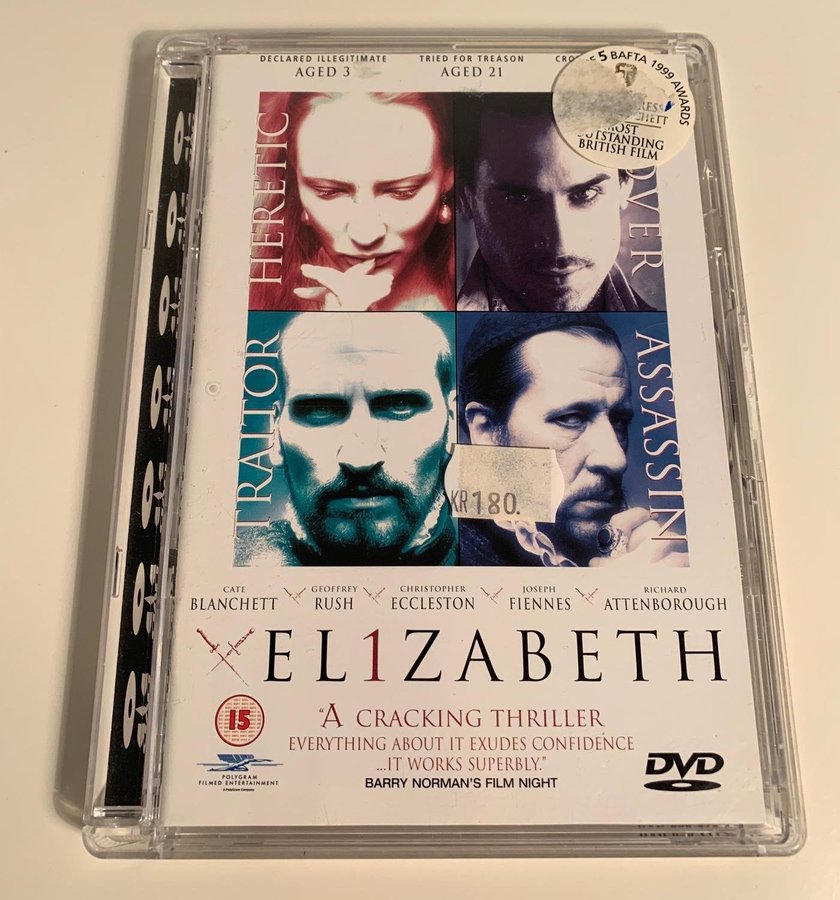 DECLARED ILLEGITIMATE
AGED 3
TRIED FOR TREASON
AGED 21
5 BAFTA 1999 AWARDS
MOST
OUTSTANDING
BRITISH FILM
HERETIC
TRAITOR
ASSASSIN
KR 180.
CATE
BLANCHETT
GEOFFREY
RUSH
CHRISTOPHER
ECCLESTON
JOSEPH
FIENNES
RICHARD
ATTENBOROUGH
EL1ZABETH
15
"A CRACKING THRILLER
EVERYTHING ABOUT IT EXUDES CONFIDENCE
...IT WORKS SUPERBLY."
BARRY NORMAN'S FILM NIGHT
POLYGRAM
FILMED ENTERTAINMENT
A PolyGram Company
DVD